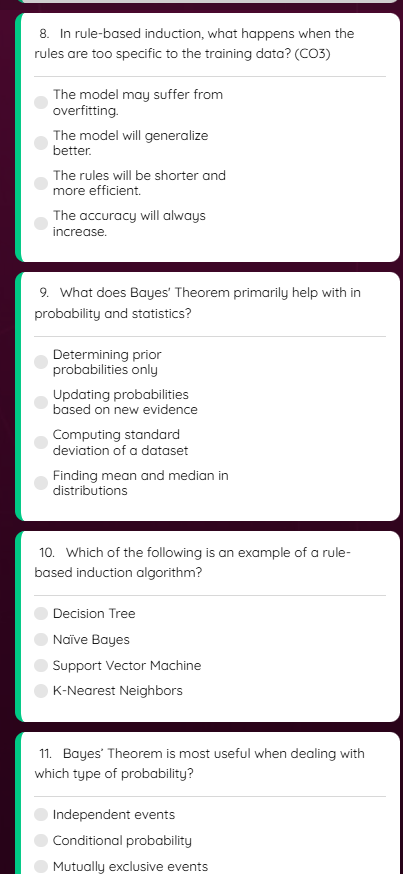 8. In rule-based induction, what happens when the
rules are too specific to the training data? (CO3)
The model may suffer from
overfitting.
The model will generalize
better.
The rules will be shorter and
more efficient.
The accuracy will always
increase.
9. What does Bayes' Theorem primarily help with in
probability and statistics?
Determining prior
probabilities only
Updating probabilities
based on new evidence
Computing standard
deviation of a dataset
Finding mean and median in
distributions
10. Which of the following is an example of a rule-
based induction algorithm?
Decision Tree
Naïve Bayes
Support Vector Machine
K-Nearest Neighbors
11. Bayes' Theorem is most useful when dealing with
which type of probability?
Independent events
Conditional probability
Mutually exclusive events